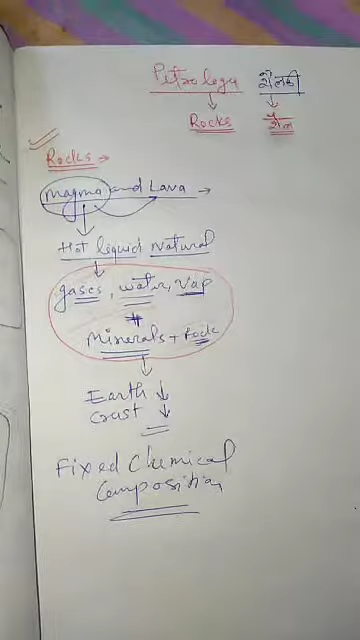 Petrology शैलकी
Rocks शैल
Rocks →
Magma and Lava →
Hot liquid Natural
gases, water, Vap
+
Minerals + Rock
Earth ↓
Crust ↓
Fixed Chemical
Composition